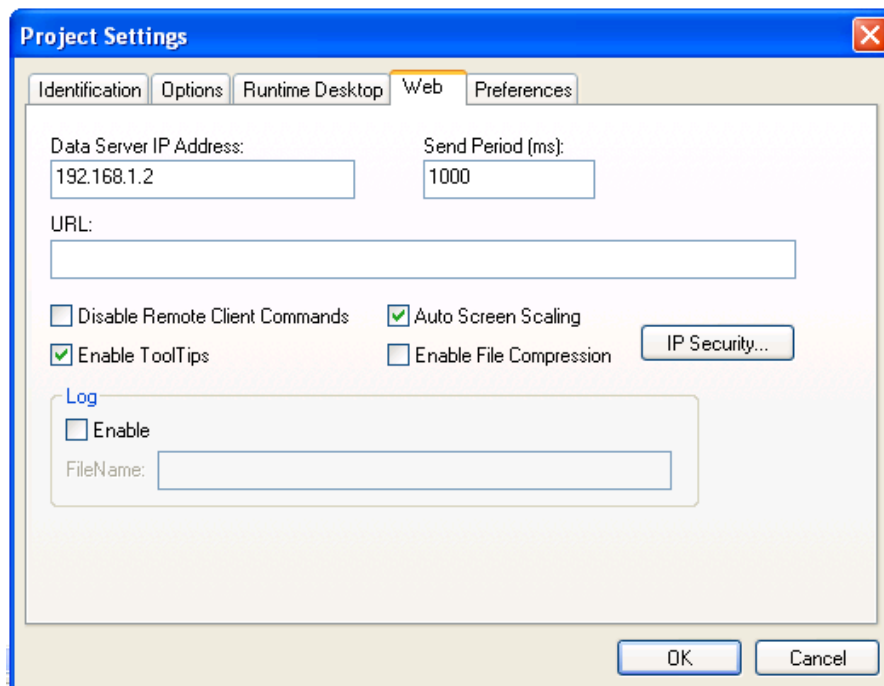 Project Settings
Identification Options Runtime Desktop Web Preferences
Data Server IP Address: Send Period (ms):
192.168.1.2 1000
URL:
Disable Remote Client Commands Auto Screen Scaling
Enable ToolTips Enable File Compression IP Security...
Log
Enable
FileName:
OK Cancel